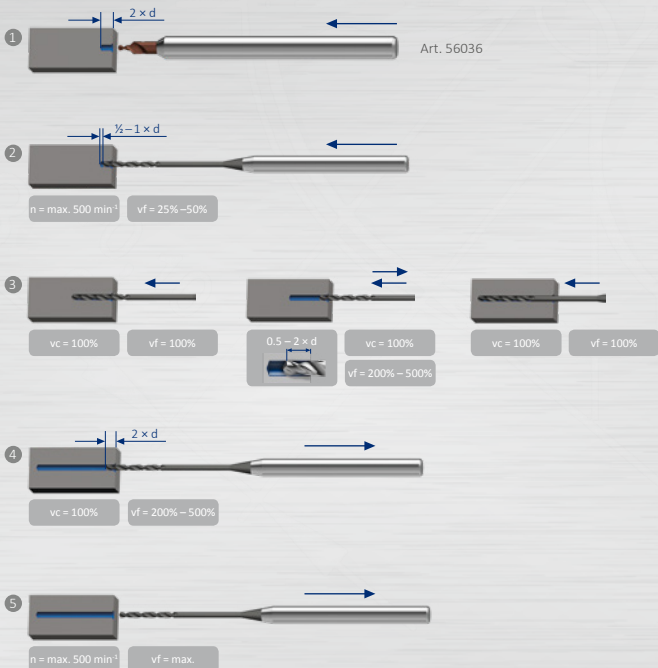 2 × d
1
Art. 56036
½ – 1 × d
2
n = max. 500 min⁻¹
vf = 25% – 50%
3
vc = 100%
vf = 100%
0.5 – 2 × d
vc = 100%
vf = 200% – 500%
vc = 100%
vf = 100%
2 × d
4
vc = 100%
vf = 200% – 500%
5
n = max. 500 min⁻¹
vf = max.